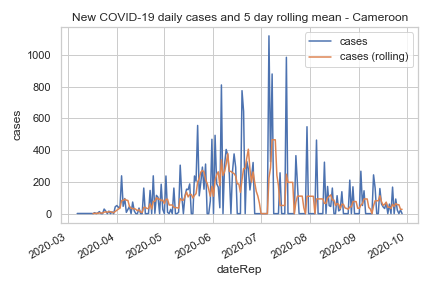 New COVID-19 daily cases and 5 day rolling mean - Cameroon
cases
cases (rolling)
cases
1000
800
600
400
200
0
2020-03
2020-04
2020-05
2020-06
2020-07
2020-08
2020-09
2020-10
dateRep